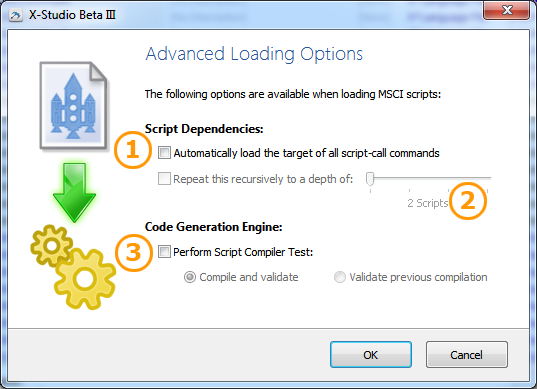 X-Studio Beta III
Advanced Loading Options
The following options are available when loading MSCI scripts:
Script Dependencies:
1
Automatically load the target of all script-call commands
Repeat this recursively to a depth of:
2 Scripts
2
Code Generation Engine:
3
Perform Script Compiler Test:
Compile and validate
Validate previous compilation
OK
Cancel